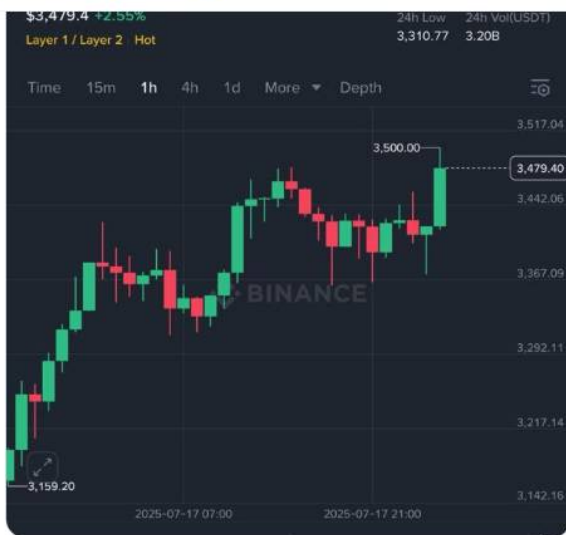 $3,479.4 +2.55%
24h Low 24h Vol(USDT)
Layer 1 / Layer 2 Hot
3,310.77 3.20B
Time 15m 1h 4h 1d More Depth
3,517.04
3,500.00
3,479.40
3,442.06
3,367.09
BINANCE
3,292.11
3,217.14
3,159.20
3,142.16
2025-07-17 07:00 2025-07-17 21:00